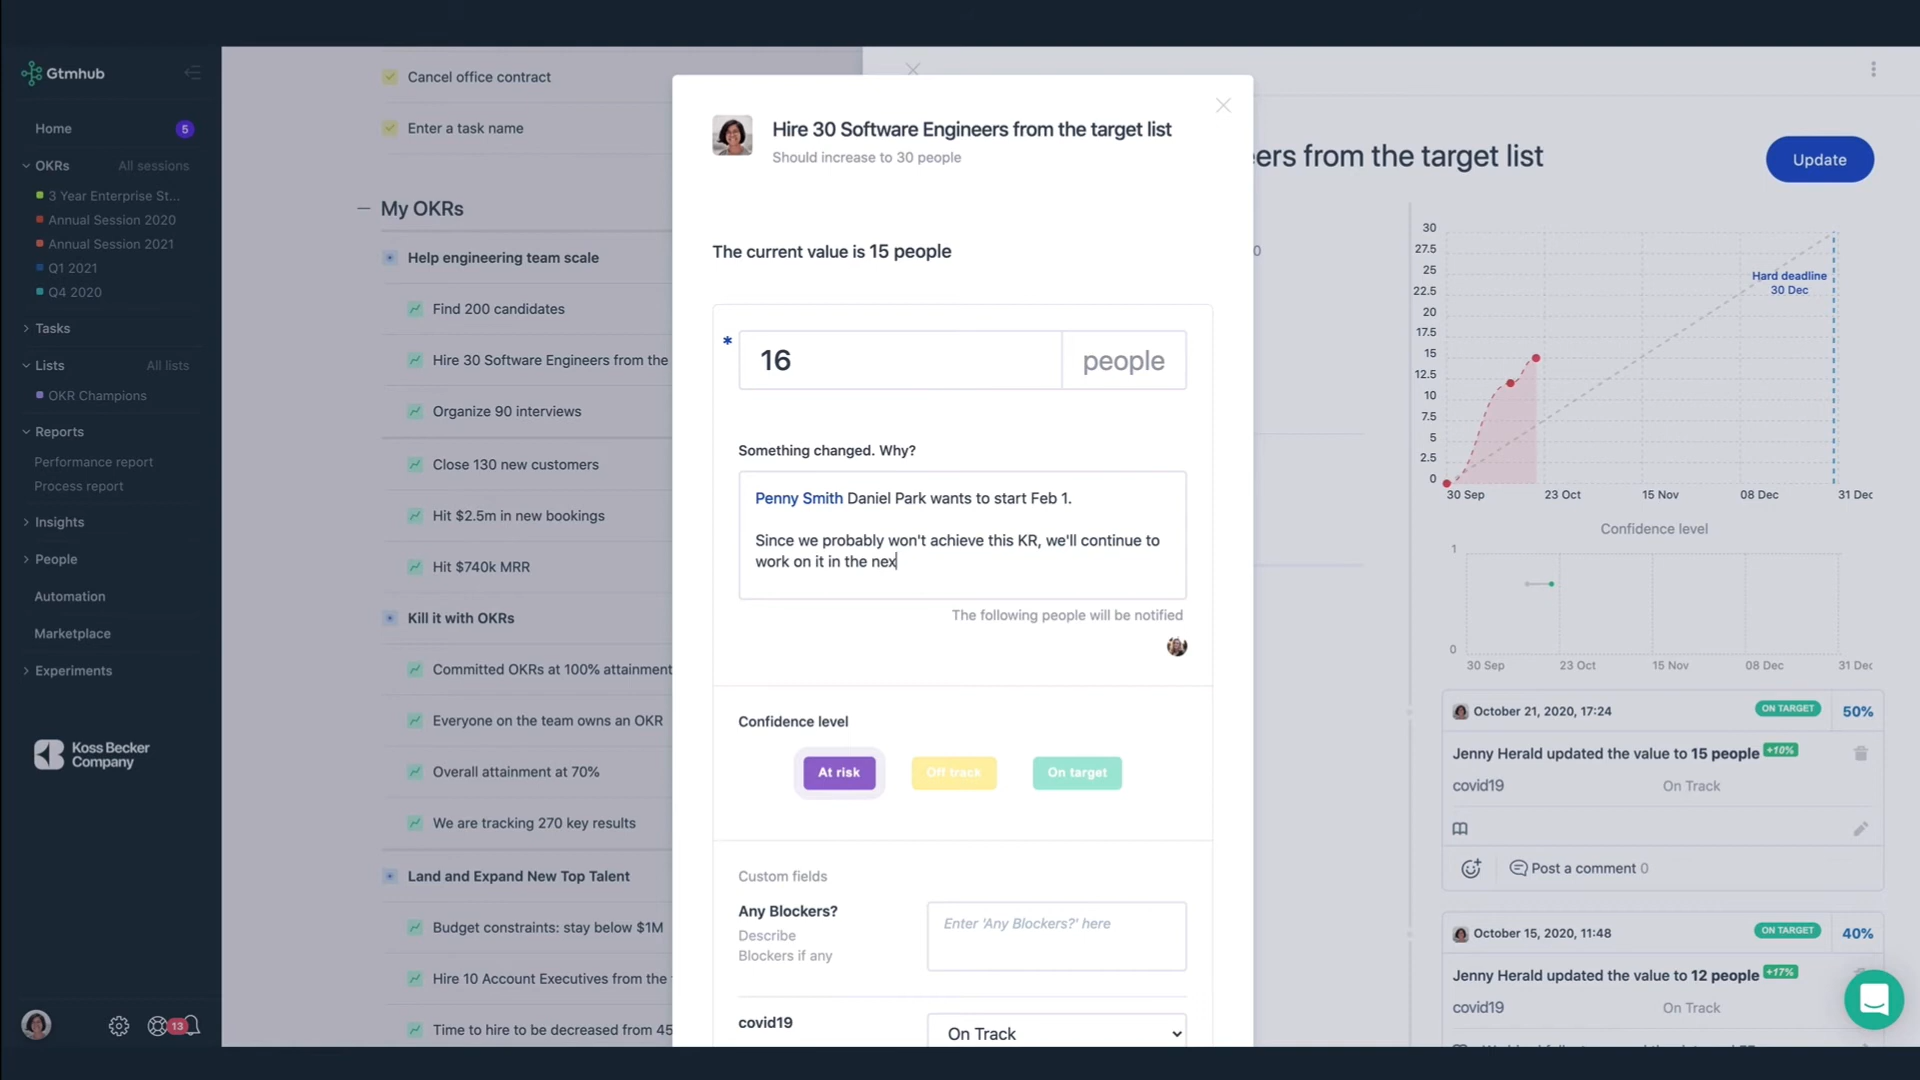 Gtmhub
Home
5
OKRs
All sessions
3 Year Enterprise St...
Annual Session 2020
Annual Session 2021
Q1 2021
Q4 2020
Tasks
Lists
All lists
OKR Champions
Reports
Performance report
Process report
Insights
People
Automation
Marketplace
Experiments
Koss Becker
Company
13
Cancel office contract
Enter a task name
My OKRs
Help engineering team scale
Find 200 candidates
Hire 30 Software Engineers from the
Organize 90 interviews
Close 130 new customers
Hit $2.5m in new bookings
Hit $740k MRR
Kill it with OKRs
Committed OKRs at 100% attainment
Everyone on the team owns an OKR
Overall attainment at 70%
We are tracking 270 key results
Land and Expand New Top Talent
Budget constraints: stay below $1M
Hire 10 Account Executives from the
Time to hire to be decreased from 45
Hire 30 Software Engineers from the target list
Should increase to 30 people
The current value is 15 people
*
16
people
Something changed. Why?
Penny Smith Daniel Park wants to start Feb 1.
Since we probably won't achieve this KR, we'll continue to
work on it in the nex
The following people will be notified
Confidence level
At risk
Off track
On target
Custom fields
Any Blockers?
Describe
Blockers if any
Enter 'Any Blockers?' here
covid19
On Track
ers from the target list
Update
0
30
27.5
25
22.5
20
17.5
15
12.5
10
7.5
5
2.5
0
Hard deadline
30 Dec
30 Sep
23 Oct
15 Nov
08 Dec
31 Dec
Confidence level
1
0
30 Sep
23 Oct
15 Nov
08 Dec
31 Dec
October 21, 2020, 17:24
ON TARGET
50%
Jenny Herald updated the value to 15 people +10%
covid19
On Track
Post a comment 0
October 15, 2020, 11:48
ON TARGET
40%
Jenny Herald updated the value to 12 people +17%
covid19
On Track